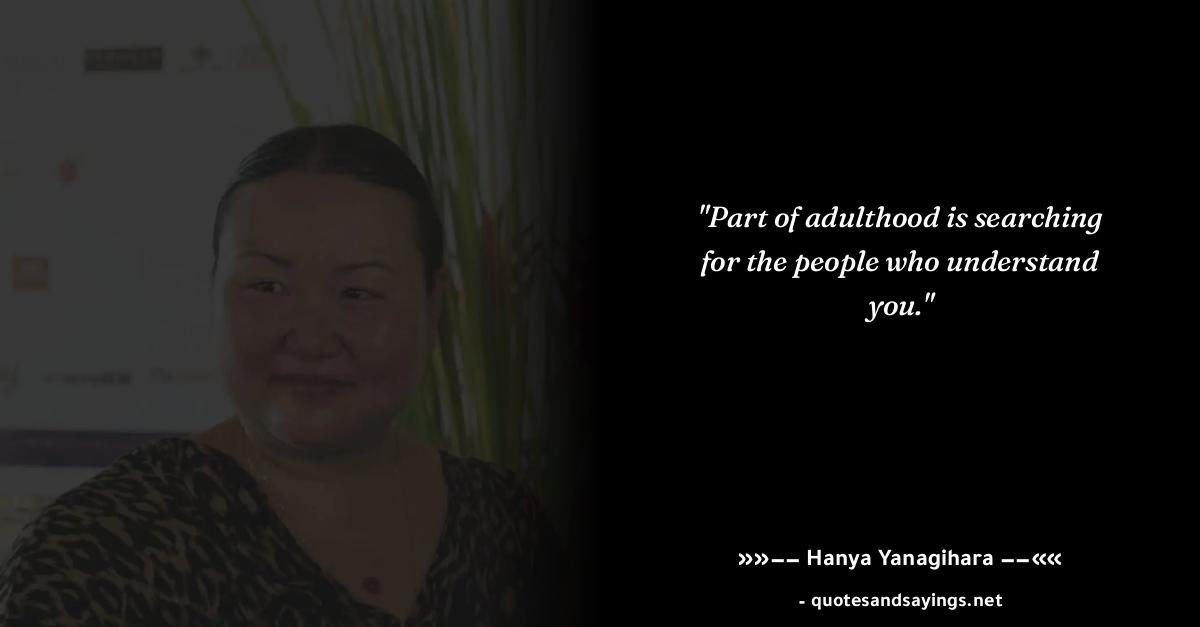 "Part of adulthood is searching
for the people who understand
you."
»»−− Hanya Yanagihara −−««
- quotesandsayings.net